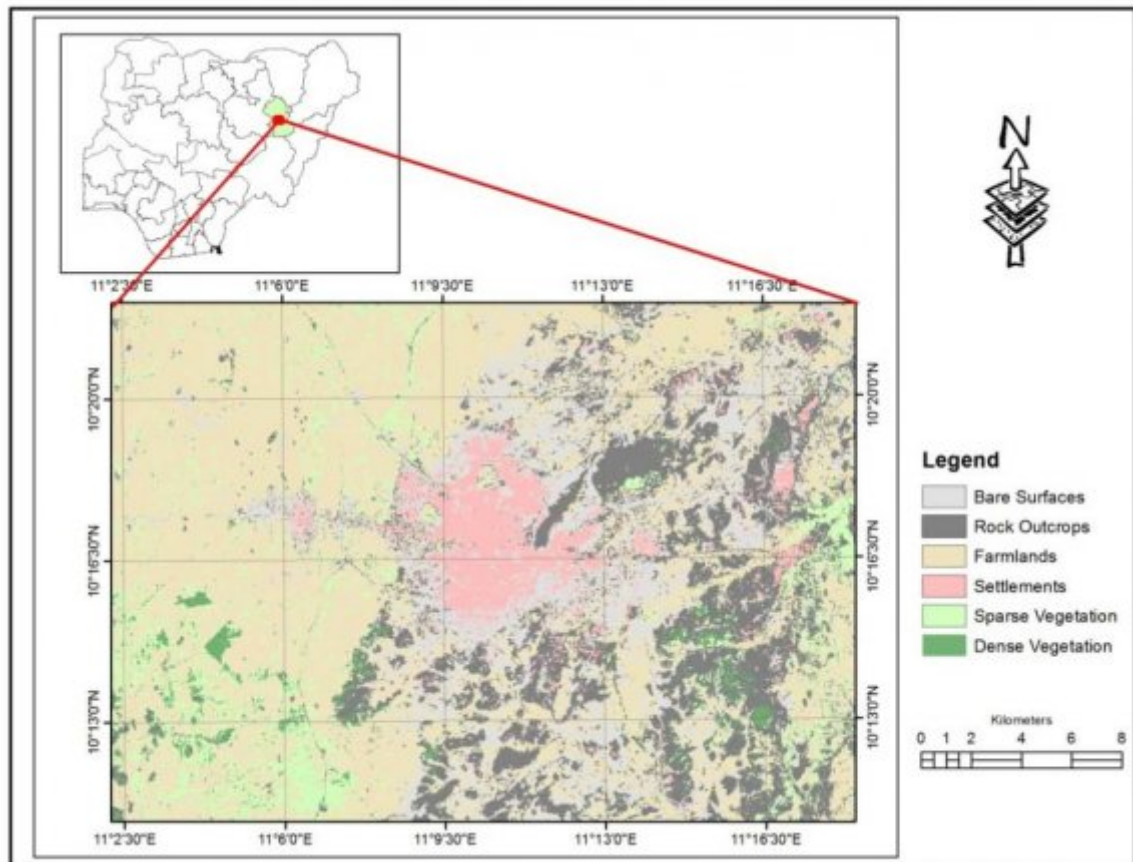 11°2'30"E 11°6'0"E 11°9'30"E 11°13'0"E 11°16'30"E
N
10°20'0"N
10°20'0"N
10°16'30"N
10°16'30"N
10°13'0"N
10°13'0"N
11°2'30"E 11°6'0"E 11°9'30"E 11°13'0"E 11°16'30"E
Legend
Bare Surfaces
Rock Outcrops
Farmlands
Settlements
Sparse Vegetation
Dense Vegetation
Kilometers
0 1 2 4 6 8